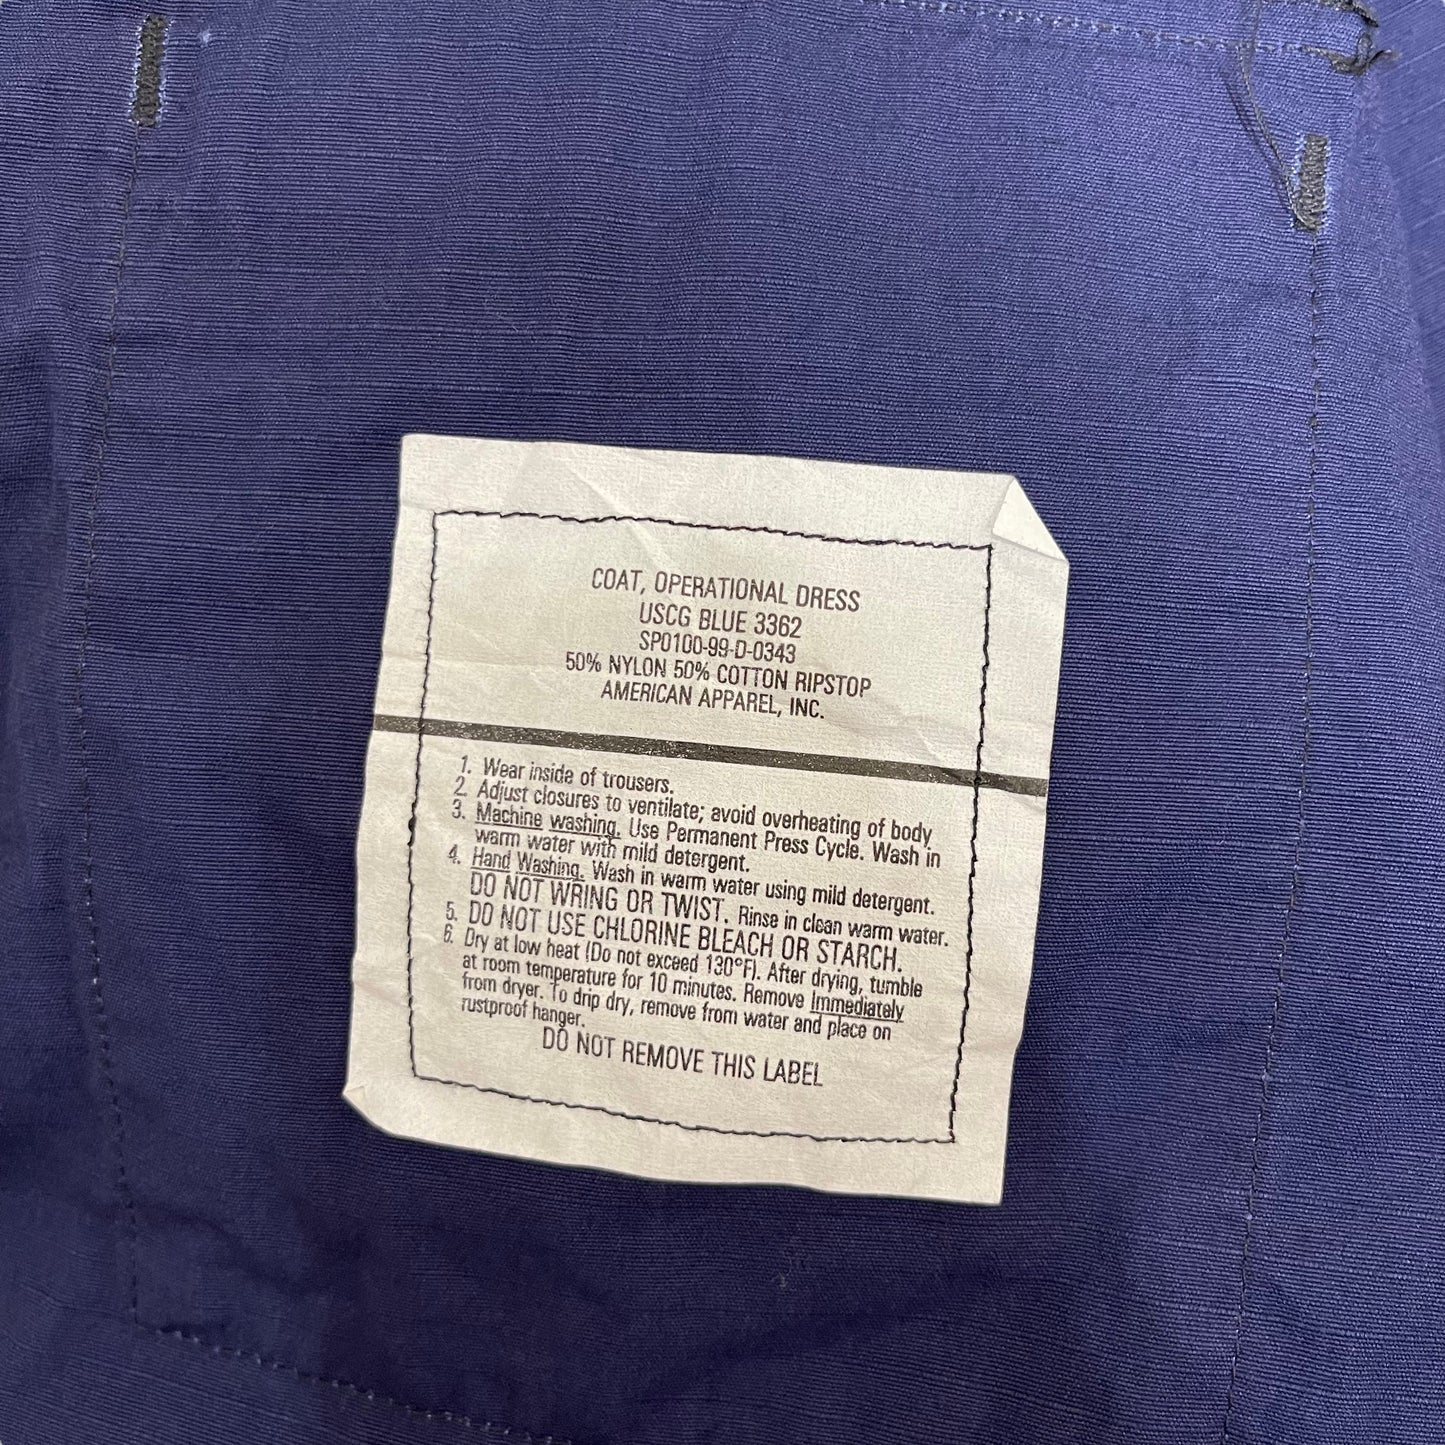 COAT, OPERATIONAL DRESS
USCG BLUE 3362
SP0100-99-D-0343
50% NYLON 50% COTTON RIPSTOP
AMERICAN APPAREL, INC.
1. Wear inside of trousers.
2. Adjust closures to ventilate; avoid overheating of body
3. Machine washing. Use Permanent Press Cycle. Wash in
warm water with mild detergent.
4. Hand Washing. Wash in warm water using mild detergent.
DO NOT WRING OR TWIST. Rinse in clean warm water.
5. DO NOT USE CHLORINE BLEACH OR STARCH.
6. Dry at low heat (Do not exceed 130°F). After drying, tumble
at room temperature for 10 minutes. Remove Immediately
from dryer. To drip dry, remove from water and place on
rustproof hanger.
DO NOT REMOVE THIS LABEL